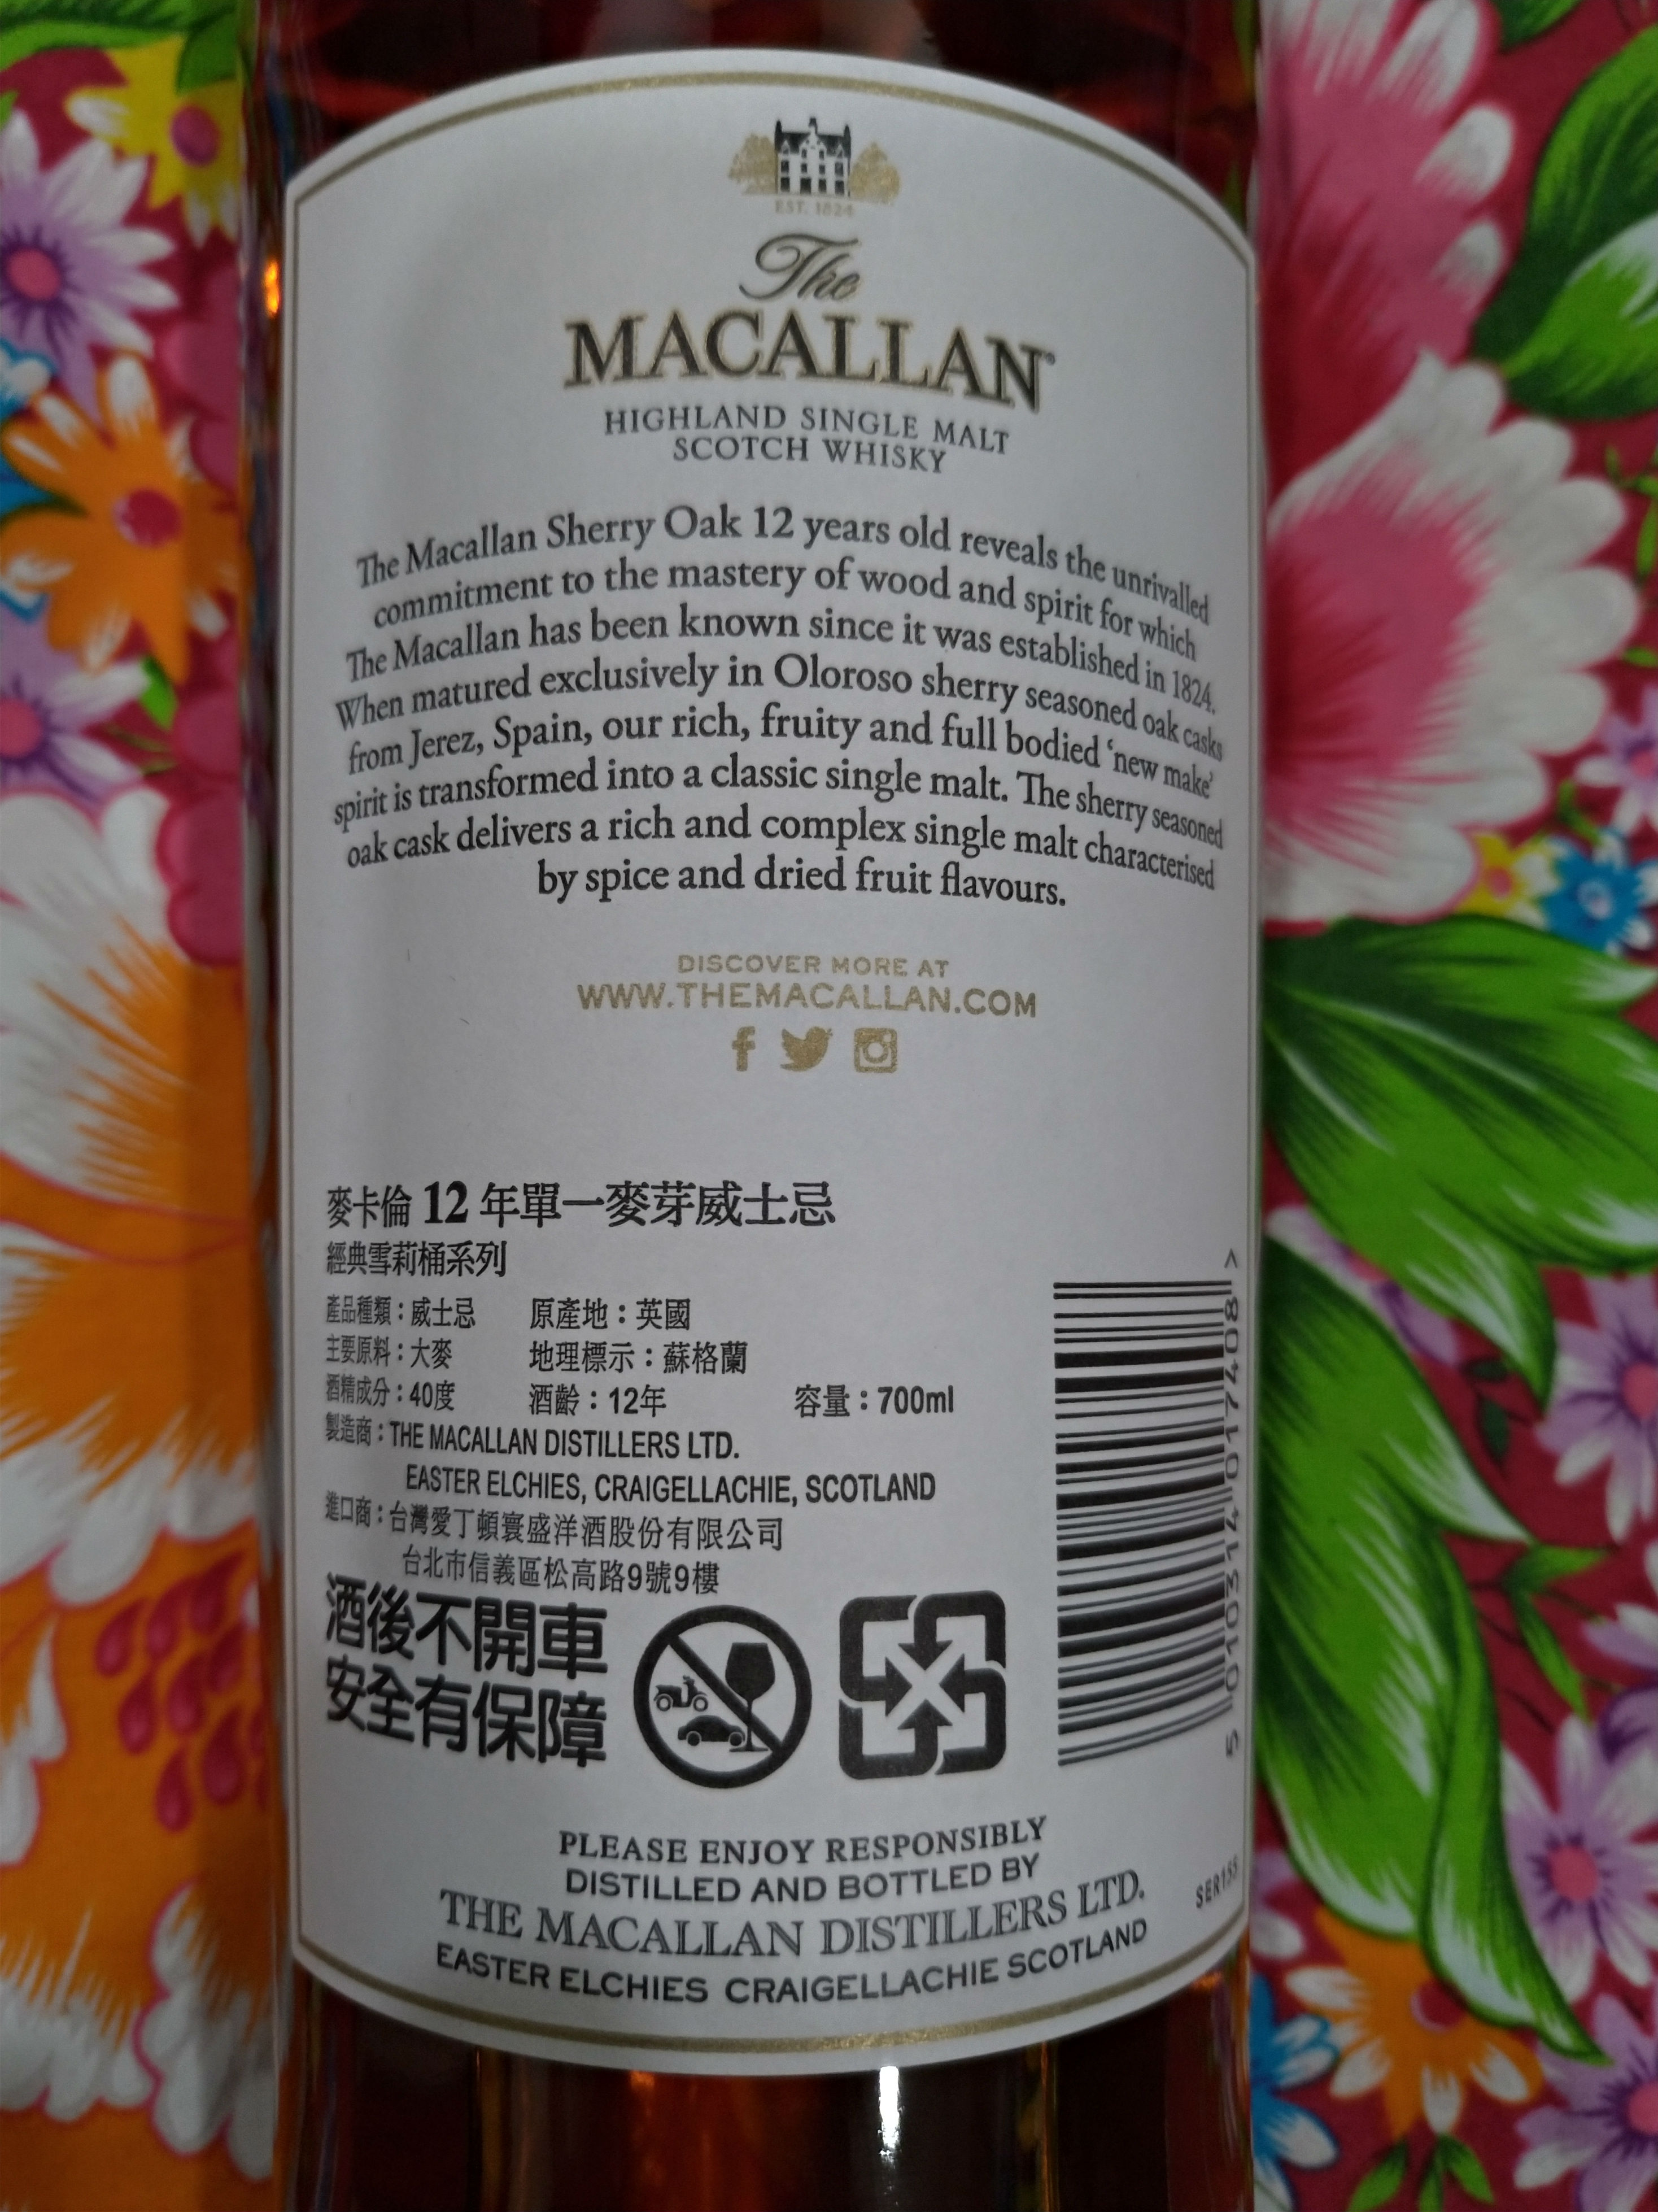 EST. 1824
The
MACALLAN®
HIGHLAND SINGLE MALT
SCOTCH WHISKY
The Macallan Sherry Oak 12 years old reveals the unrivalled
commitment to the mastery of wood and spirit for which
The Macallan has been known since it was established in 1824.
When matured exclusively in Oloroso sherry seasoned oak casks
from Jerez, Spain, our rich, fruity and full bodied ‘new make’
spirit is transformed into a classic single malt. The sherry seasoned
oak cask delivers a rich and complex single malt characterised
by spice and dried fruit flavours.
DISCOVER MORE AT
WWW.THEMACALLAN.COM
麥卡倫 12 年單一麥芽威士忌
經典雪莉桶系列
產品種類：威士忌 原產地：英國
主要原料：大麥 地理標示：蘇格蘭
酒精成分：40度 酒齡：12年 容量：700ml
製造商：THE MACALLAN DISTILLERS LTD.
EASTER ELCHIES, CRAIGELLACHIE, SCOTLAND
進口商：台灣愛丁頓寰盛洋酒股份有限公司
台北市信義區松高路9號9樓
酒後不開車
安全有保障
5 010314 017408 >
PLEASE ENJOY RESPONSIBLY
DISTILLED AND BOTTLED BY
THE MACALLAN DISTILLERS LTD.
EASTER ELCHIES CRAIGELLACHIE SCOTLAND
SER155